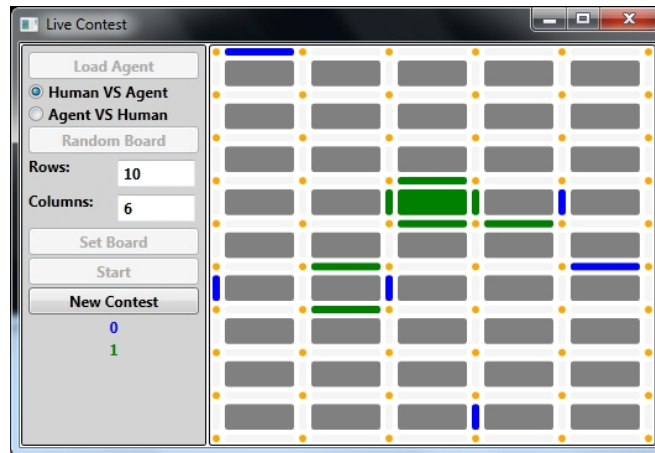 Live Contest
Load Agent
Human VS Agent
Agent VS Human
Random Board
Rows: 10
Columns: 6
Set Board
Start
New Contest
0
1